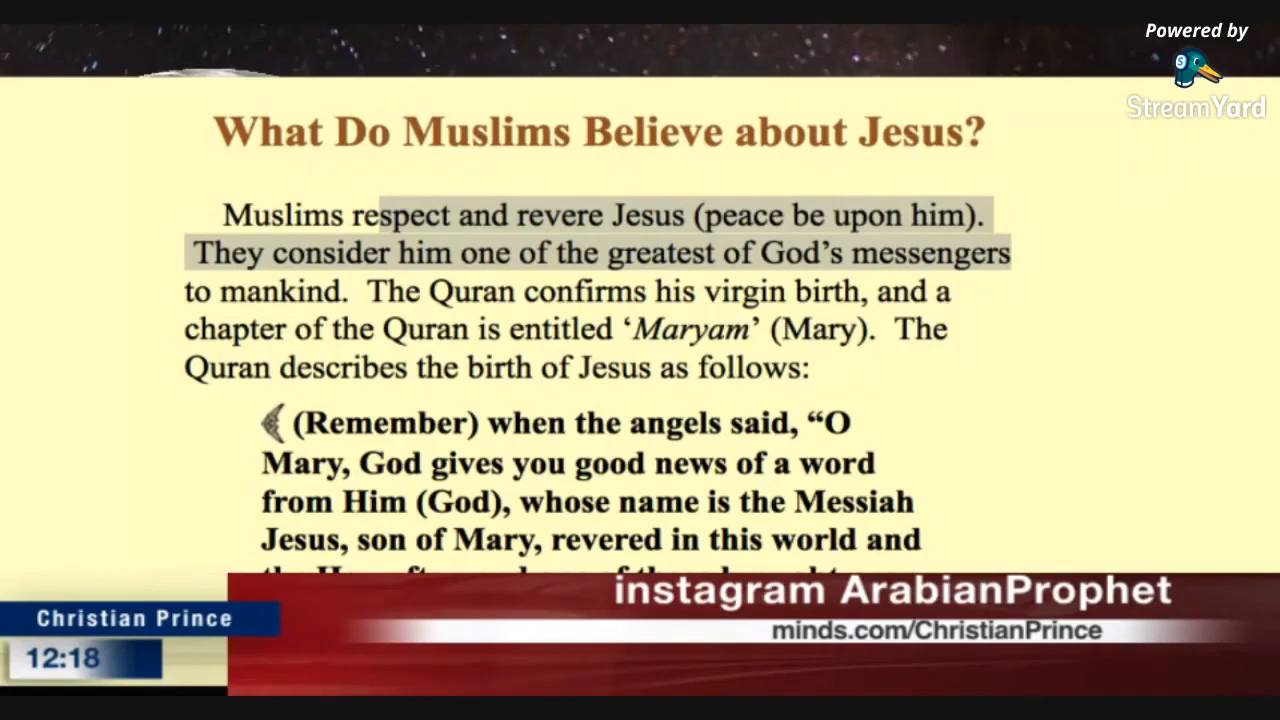 Powered by
StreamYard
What Do Muslims Believe about Jesus?
Muslims respect and revere Jesus (peace be upon him).
They consider him one of the greatest of God’s messengers
to mankind. The Quran confirms his virgin birth, and a
chapter of the Quran is entitled ‘Maryam’ (Mary). The
Quran describes the birth of Jesus as follows:
(Remember) when the angels said, “O
Mary, God gives you good news of a word
from Him (God), whose name is the Messiah
Jesus, son of Mary, revered in this world and
instagram ArabianProphet
Christian Prince
minds.com/ChristianPrince
12:18